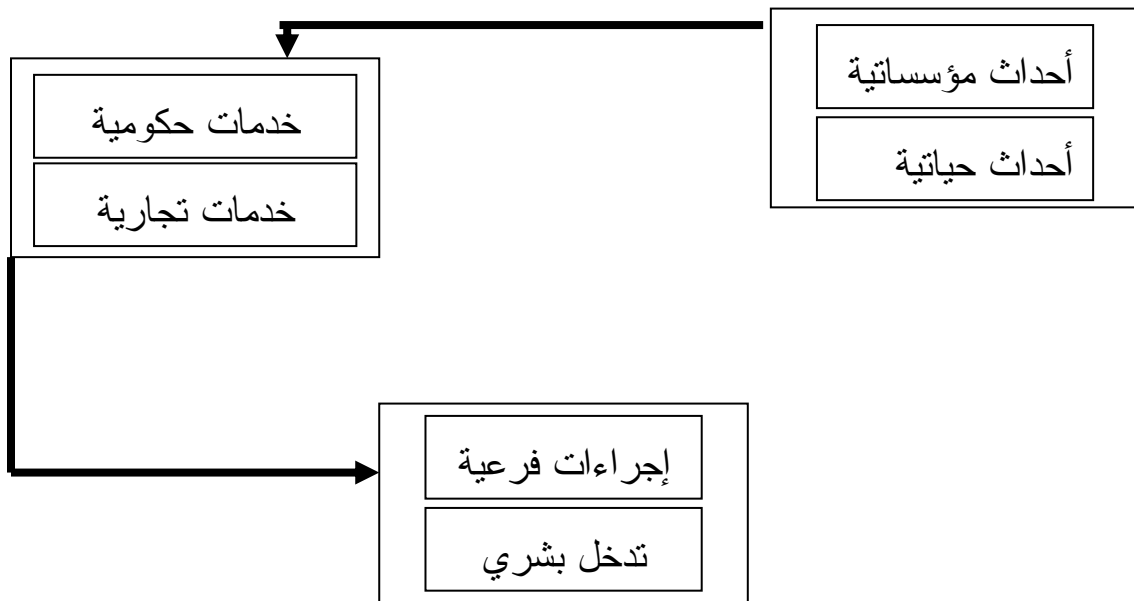 أحداث مؤسساتية
أحداث حياتية
خدمات حكومية
خدمات تجارية
إجراءات فرعية
تدخل بشري